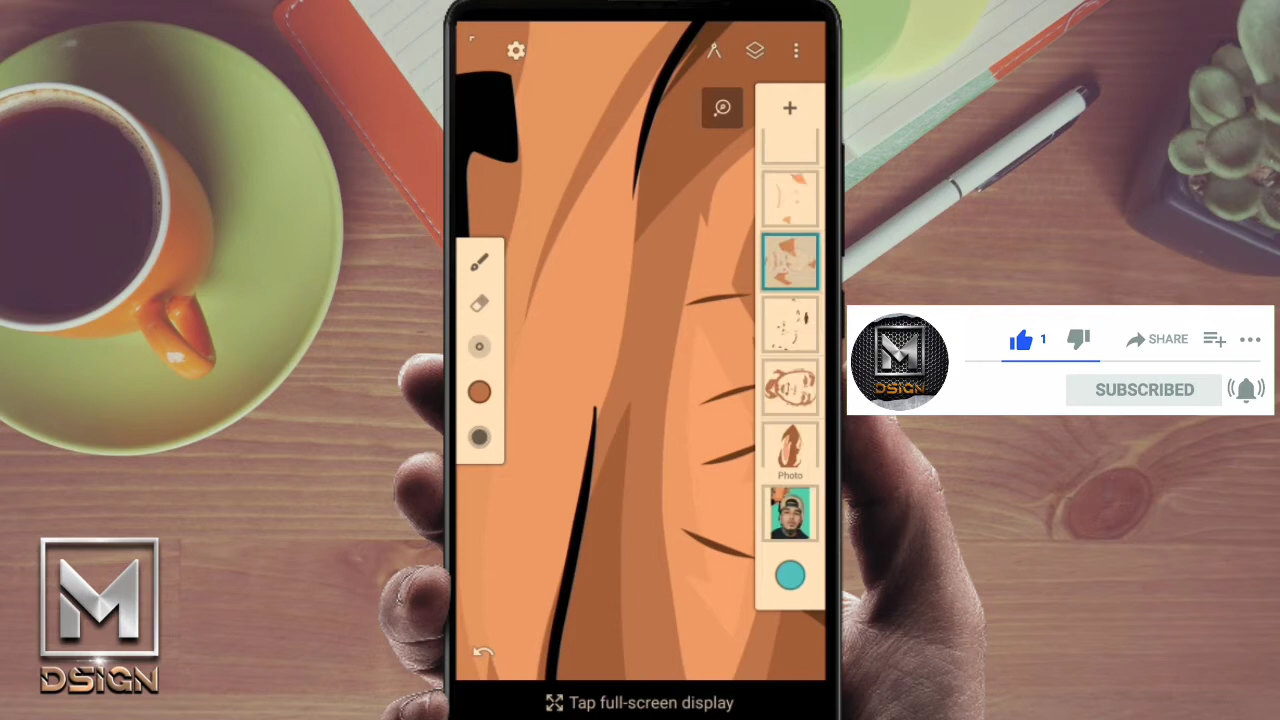 Photo
SHARE
1
SUBSCRIBED
M
DSIGN
M
DSIGN
Tap full-screen display